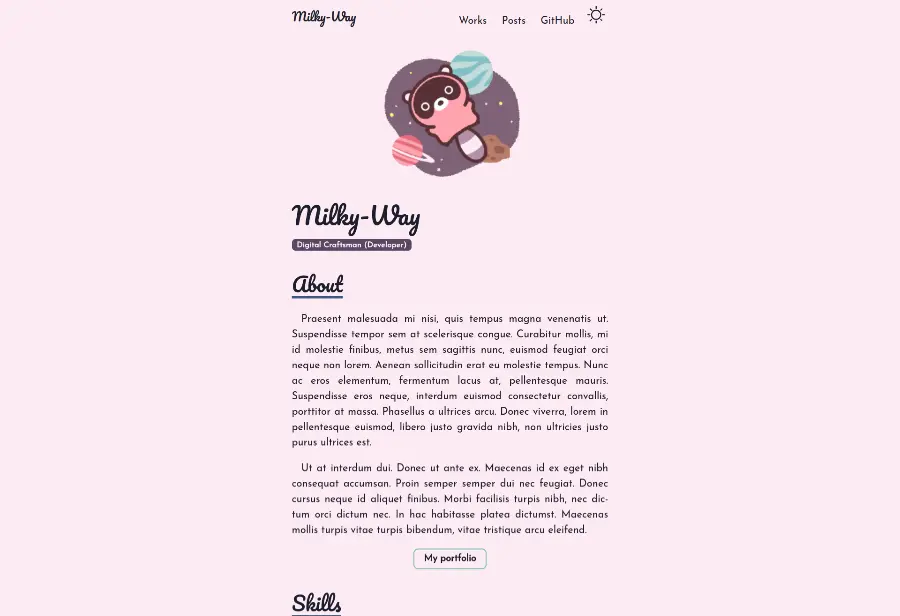 Milky-Way
Works Posts GitHub
Milky-Way
Digital Craftsman (Developer)
About
Praesent malesuada mi nisi, quis tempus magna venenatis ut.
Suspendisse tempor sem at scelerisque congue. Curabitur mollis, mi
id molestie finibus, metus sem sagittis nunc, euismod feugiat orci
neque non lorem. Aenean sollicitudin erat eu molestie tempus. Nunc
ac eros elementum, fermentum lacus at, pellentesque mauris.
Suspendisse eros neque, interdum euismod consectetur convallis,
porttitor at massa. Phasellus a ultrices arcu. Donec viverra, lorem in
pellentesque euismod, libero justo gravida nibh, non ultricies justo
purus ultrices est.
Ut at interdum dui. Donec ut ante ex. Maecenas id ex eget nibh
consequat accumsan. Proin semper semper dui nec feugiat. Donec
cursus neque id aliquet finibus. Morbi facilisis turpis nibh, nec dic-
tum orci dictum nec. In hac habitasse platea dictumst. Maecenas
mollis turpis vitae turpis bibendum, vitae tristique arcu eleifend.
My portfolio
Skills